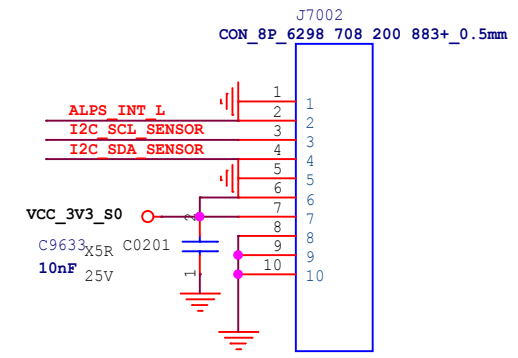 J7002
CON_8P_6298 708 200 883+_0.5mm
1 1
ALPS_INT_L 2 2
I2C_SCL_SENSOR 3 3
I2C_SDA_SENSOR 4 4
5 5
6 6
VCC_3V3_S0 2 7 7
8 8
C9633 X5R C0201 9 9
10nF 25V 1 10 10